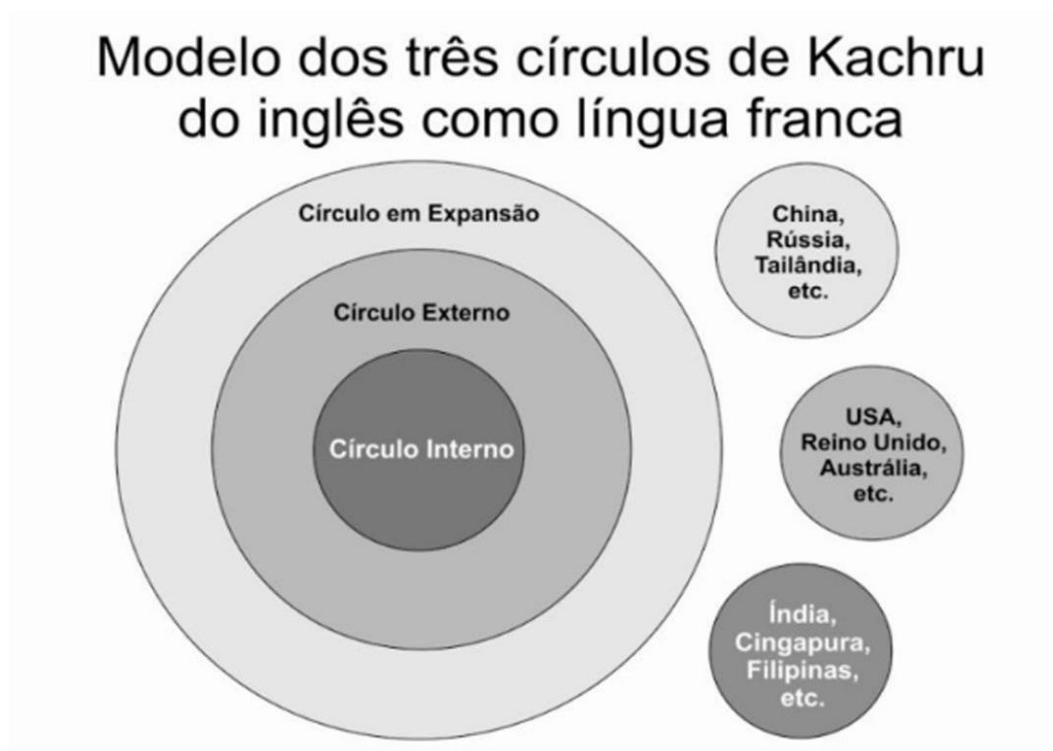 Modelo dos três círculos de Kachru
do inglês como língua franca
Círculo em Expansão
Círculo Externo
Círculo Interno
China,
Rússia,
Tailândia,
etc.
USA,
Reino Unido,
Austrália,
etc.
Índia,
Cingapura,
Filipinas,
etc.